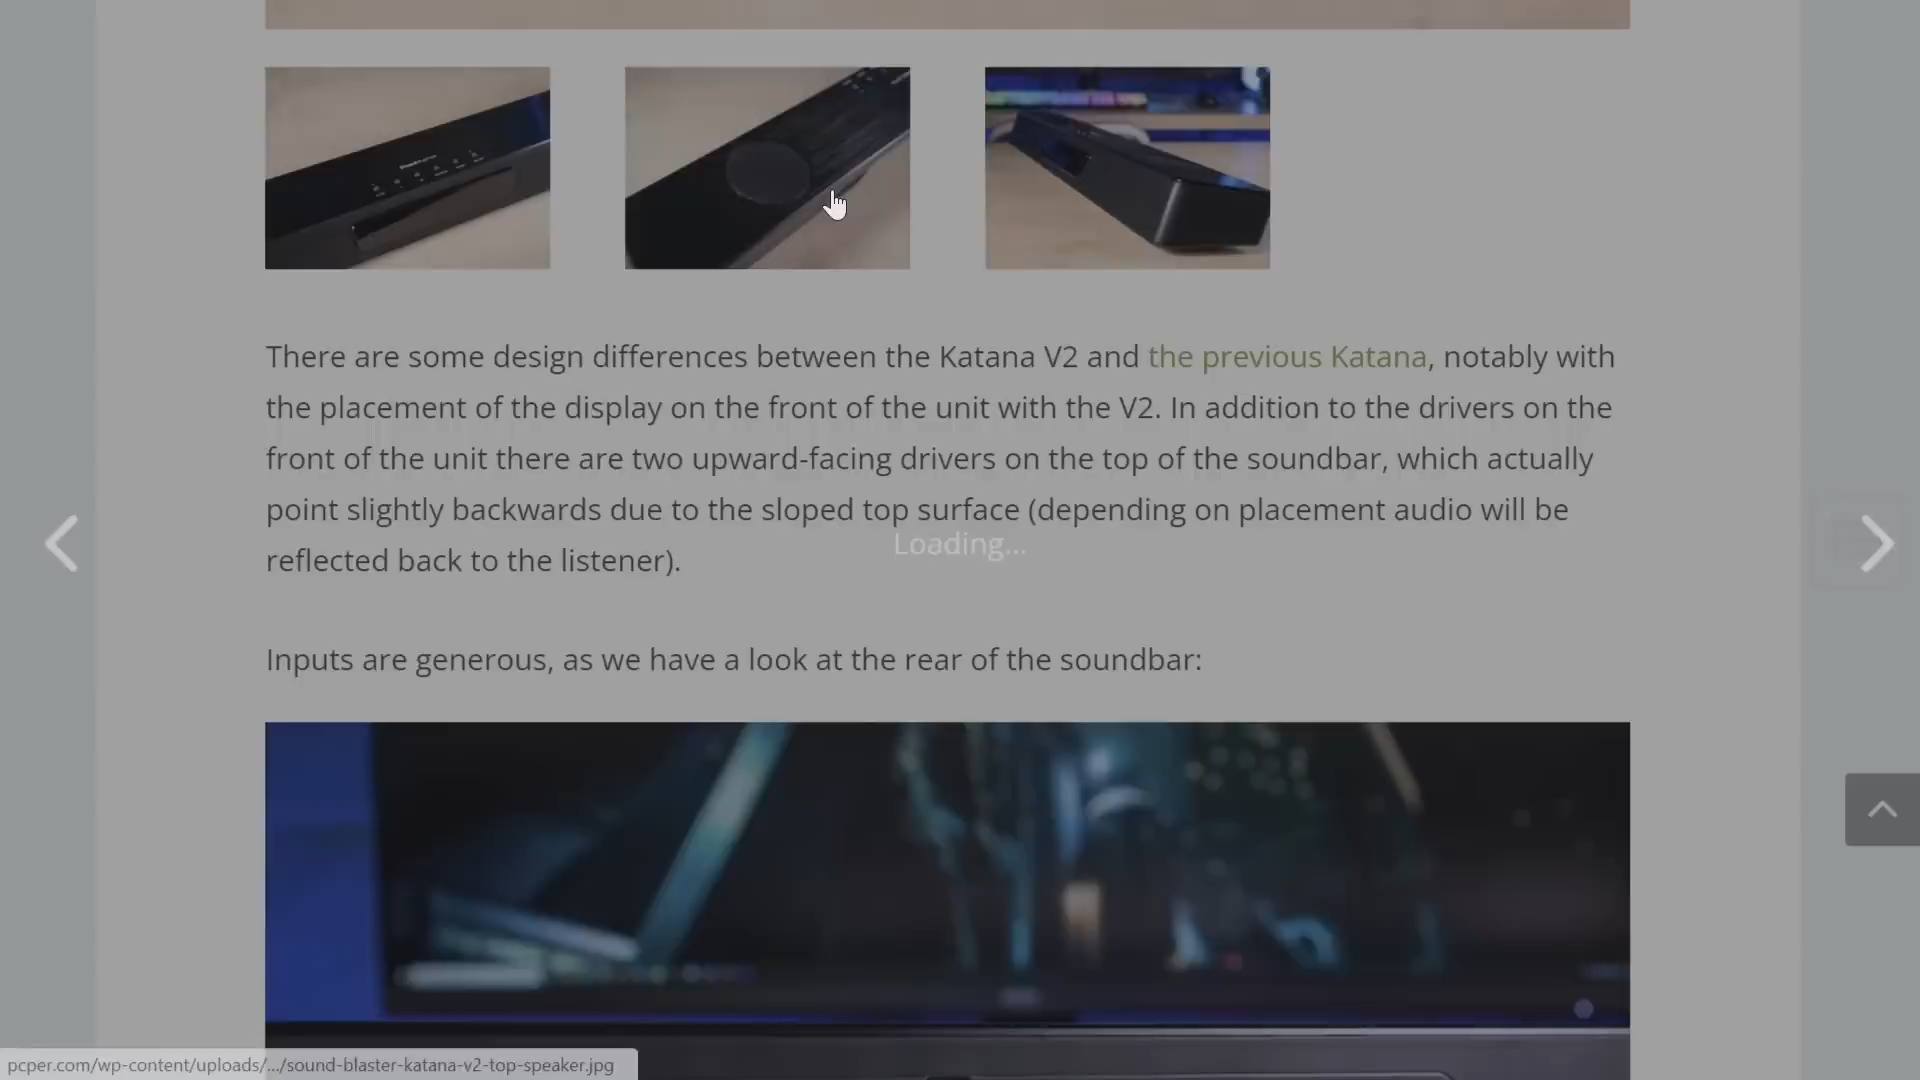 There are some design differences between the Katana V2 and the previous Katana, notably with
the placement of the display on the front of the unit with the V2. In addition to the drivers on the
front of the unit there are two upward-facing drivers on the top of the soundbar, which actually
point slightly backwards due to the sloped top surface (depending on placement audio will be
Loading...
reflected back to the listener).
Inputs are generous, as we have a look at the rear of the soundbar:
pcper.com/wp-content/uploads/.../sound-blaster-katana-v2-top-speaker.jpg